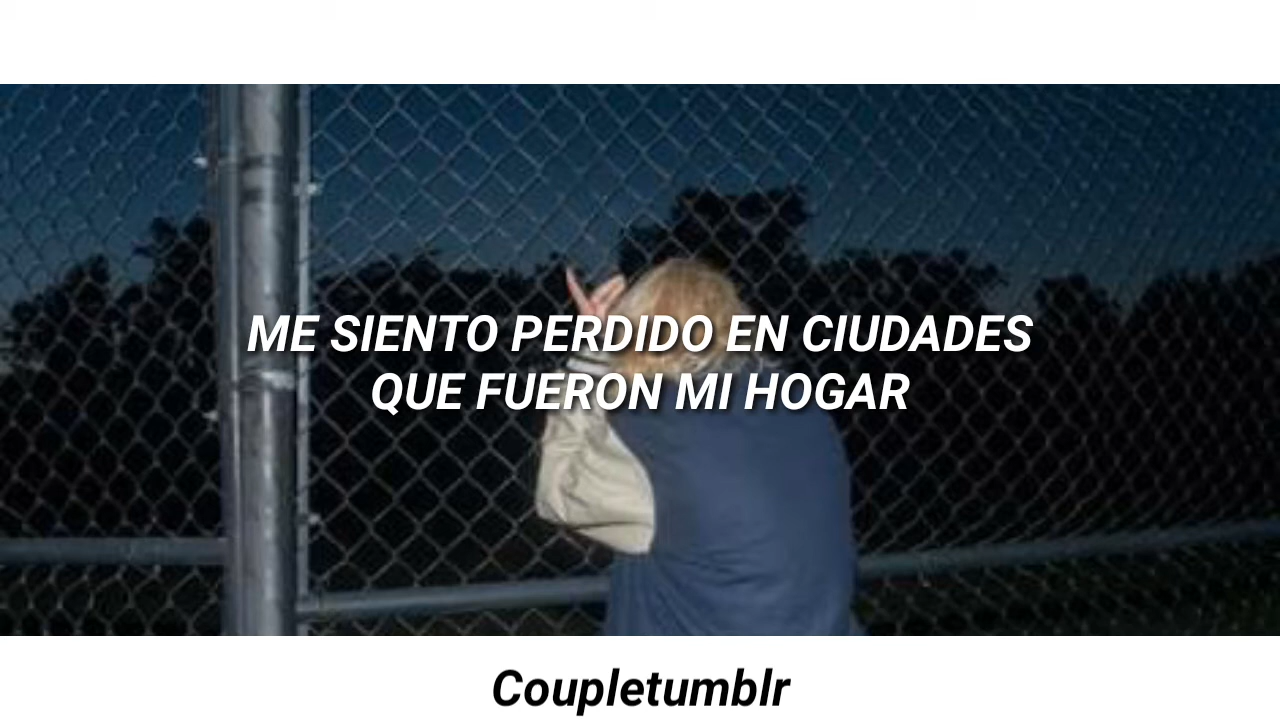 ME SIENTO PERDIDO EN CIUDADES
QUE FUERON MI HOGAR
Coupletumblr